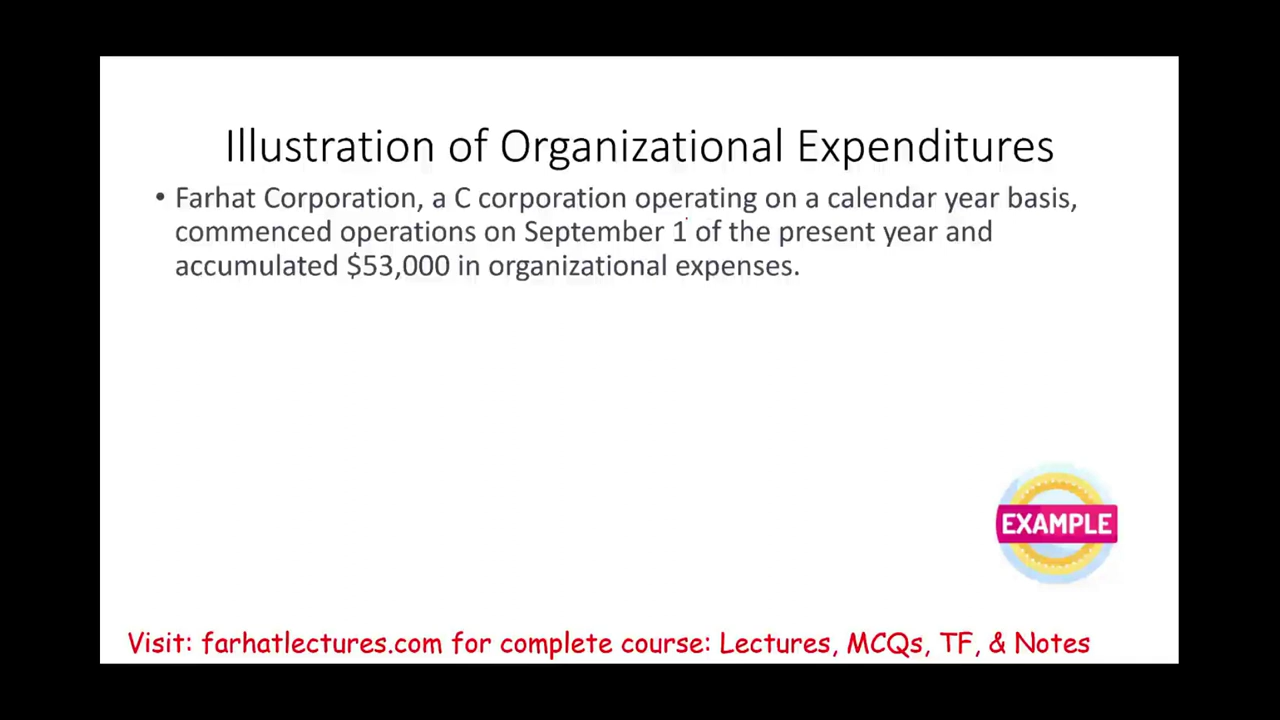 Illustration of Organizational Expenditures
• Farhat Corporation, a C corporation operating on a calendar year basis,
commenced operations on September 1 of the present year and
accumulated $53,000 in organizational expenses.
EXAMPLE
Visit: farhatlectures.com for complete course: Lectures, MCQs, TF, & Notes